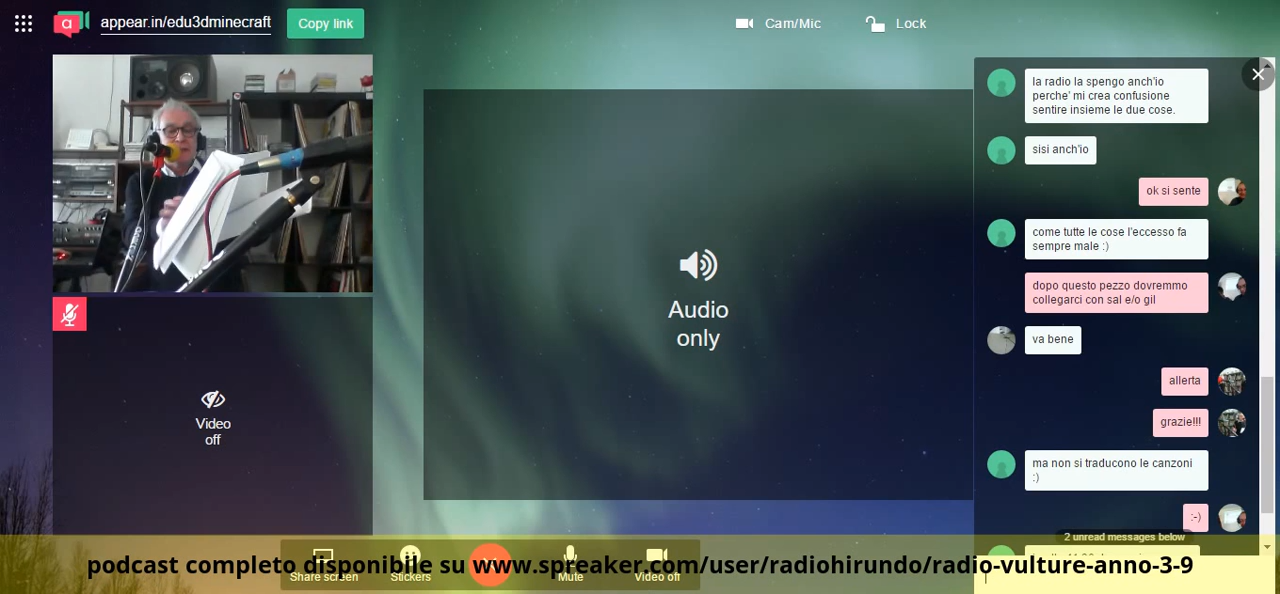 appear.in/edu3dminecraft
Copy link
Cam/Mic
Lock
la radio la spengo anch'io
perche' mi crea confusione
sentire insieme le due cose.
sisi anch'io
ok si sente
come tutte le cose l'eccesso fa
sempre male :)
dopo questo pezzo dovremmo
collegarci con sal e/o gil
va bene
allerta
grazie!!!
ma non si traducono le canzoni
:)
:-)
2 unread messages below
Audio
only
Video
off
podcast completo disponibile su www.spreaker.com/user/radiohirundo/radio-vulture-anno-3-9
Share screen
Stickers
Mute
Video off